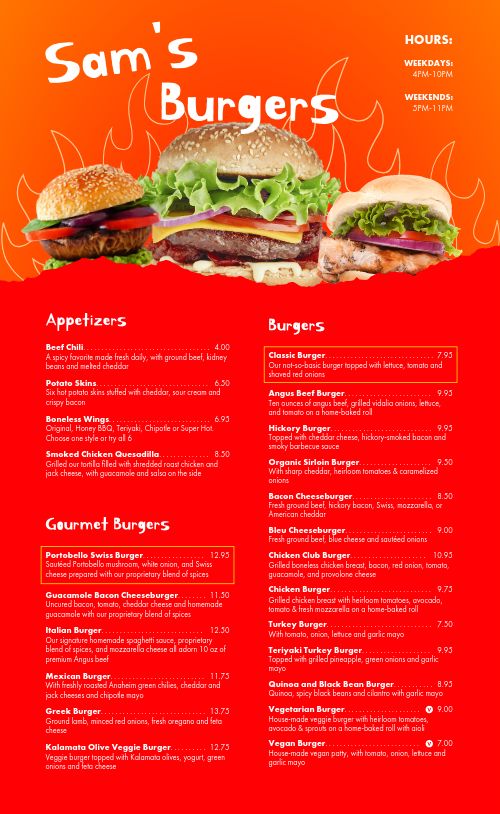 Sam's
Burgers
HOURS:
WEEKDAYS:
4PM-10PM
WEEKENDS:
5PM-11PM
Appetizers
Beef Chili 4.00
A spicy favorite made fresh daily, with ground beef, kidney
beans and melted cheddar
Potato Skins 6.50
Six hot potato skins stuffed with cheddar, sour cream and
crispy bacon
Boneless Wings 6.95
Original, Honey BBQ, Teriyaki, Chipotle or Super Hot.
Choose one style or try all 6
Smoked Chicken Quesadilla 8.50
Grilled our tortilla filled with shredded roast chicken and
jack cheese, with guacamole and salsa on the side
Gourmet Burgers
Portobello Swiss Burger 12.95
Sautéed Portobello mushroom, white onion, and Swiss
cheese prepared with our proprietary blend of spices
Guacamole Bacon Cheeseburger 11.50
Uncured bacon, tomato, cheddar cheese and homemade
guacamole with our proprietary blend of spices
Italian Burger 12.50
Our signature homemade spaghetti sauce, proprietary
blend of spices, and mozzarella cheese all adorn 10 oz of
premium Angus beef
Mexican Burger 11.75
With freshly roasted Anaheim green chilies, cheddar and
jack cheeses and chipotle mayo
Greek Burger 13.75
Ground lamb, minced red onions, fresh oregano and feta
cheese
Kalamata Olive Veggie Burger 12.75
Veggie burger topped with Kalamata olives, yogurt, green
onions and feta cheese
Burgers
Classic Burger 7.95
Our not-so-basic burger topped with lettuce, tomato and
shaved red onions
Angus Beef Burger 9.95
Ten ounces of angus beef, grilled vidalia onions, lettuce,
and tomato on a home-baked roll
Hickory Burger 9.95
Topped with cheddar cheese, hickory-smoked bacon and
smoky barbecue sauce
Organic Sirloin Burger 9.50
With sharp cheddar, heirloom tomatoes & caramelized
onions
Bacon Cheeseburger 8.50
Fresh ground beef, hickory bacon, Swiss, mozzarella, or
American cheddar
Bleu Cheeseburger 9.00
Fresh ground beef, blue cheese and sautéed onions
Chicken Club Burger 10.95
Grilled boneless chicken breast, bacon, red onion, tomato,
guacamole, and provolone cheese
Chicken Burger 9.75
Grilled chicken breast with heirloom tomatoes, avocado,
tomato & fresh mozzarella on a home-baked roll
Turkey Burger 7.50
With tomato, onion, lettuce and garlic mayo
Teriyaki Turkey Burger 9.95
Topped with grilled pineapple, green onions and garlic
mayo
Quinoa and Black Bean Burger 8.95
Quinoa, spicy black beans and cilantro with garlic mayo
Vegetarian Burger V 9.00
House-made veggie burger with heirloom tomatoes,
avocado & sprouts on a home-baked roll with aioli
Vegan Burger V 7.00
House-made vegan patty, with tomato, onion, lettuce and
garlic mayo